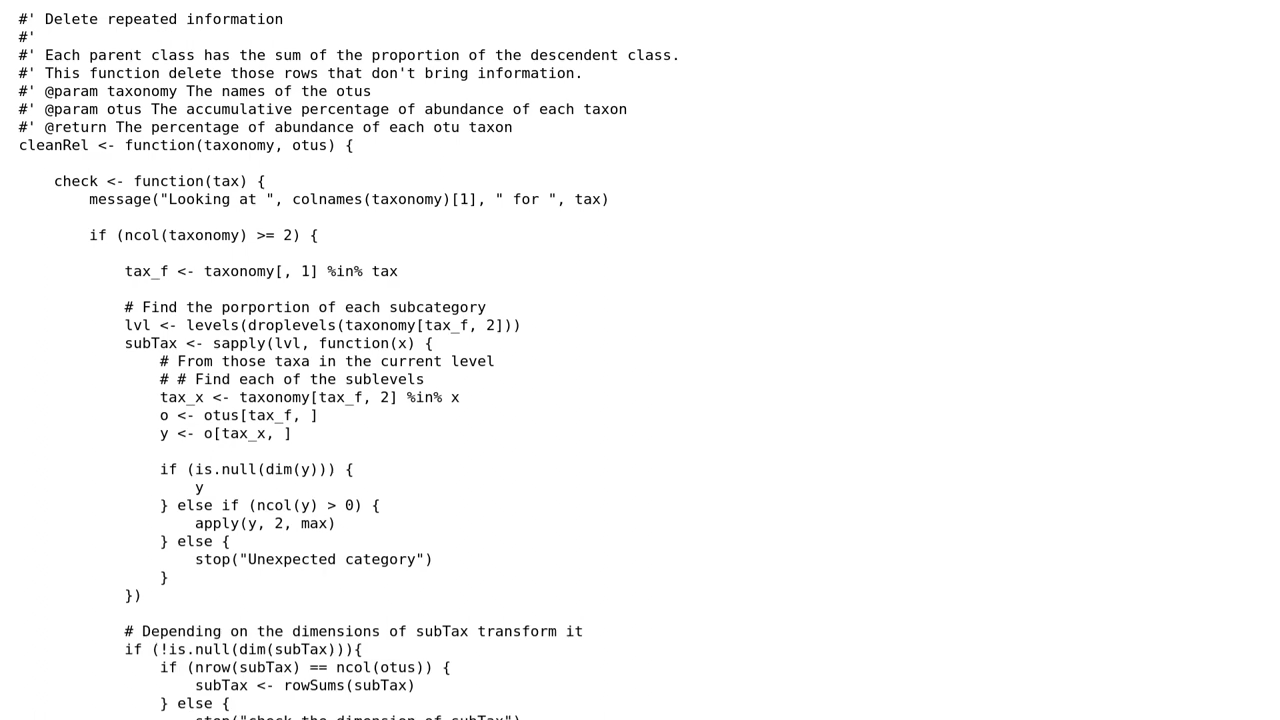 #' Delete repeated information
#'
#' Each parent class has the sum of the proportion of the descendent class.
#' This function delete those rows that don't bring information.
#' @param taxonomy The names of the otus
#' @param otus The accumulative percentage of abundance of each taxon
#' @return The percentage of abundance of each otu taxon
cleanRel <- function(taxonomy, otus) {

    check <- function(tax) {
        message("Looking at ", colnames(taxonomy)[1], " for ", tax)

        if (ncol(taxonomy) >= 2) {

            tax_f <- taxonomy[, 1] %in% tax

            # Find the porportion of each subcategory
            lvl <- levels(droplevels(taxonomy[tax_f, 2]))
            subTax <- sapply(lvl, function(x) {
                # From those taxa in the current level
                # # Find each of the sublevels
                tax_x <- taxonomy[tax_f, 2] %in% x
                o <- otus[tax_f, ]
                y <- o[tax_x, ]

                if (is.null(dim(y))) {
                    y
                } else if (ncol(y) > 0) {
                    apply(y, 2, max)
                } else {
                    stop("Unexpected category")
                }
            })

            # Depending on the dimensions of subTax transform it
            if (!is.null(dim(subTax))){
                if (nrow(subTax) == ncol(otus)) {
                    subTax <- rowSums(subTax)
                } else {
                    stop("check the dimension of subTax")